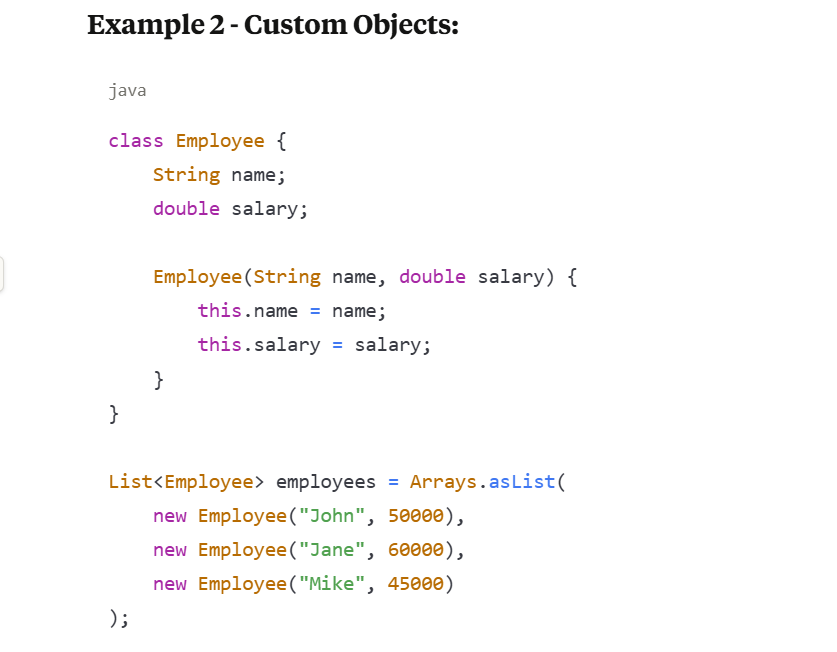 Example 2 - Custom Objects:
java
class Employee {
    String name;
    double salary;

    Employee(String name, double salary) {
        this.name = name;
        this.salary = salary;
    }
}

List<Employee> employees = Arrays.asList(
    new Employee("John", 50000),
    new Employee("Jane", 60000),
    new Employee("Mike", 45000)
);